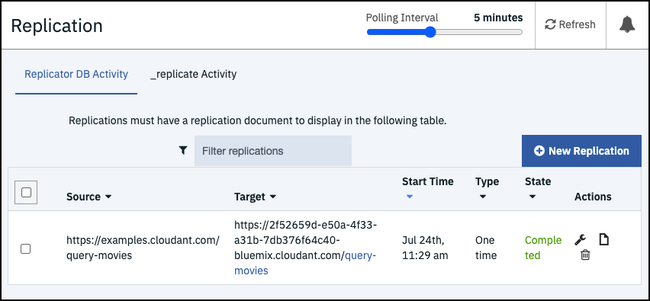 Replication
Polling Interval 5 minutes
Refresh
Replicator DB Activity
_replicate Activity
Replications must have a replication document to display in the following table.
Filter replications
New Replication
Source Target Start Time Type State Actions
https://examples.cloudant.com/
query-movies
https://2f52659d-e50a-4f33-
a31b-7db376f64c40-
bluemix.cloudant.com/query-
movies
Jul 24th,
11:29 am
One
time
Comple
ted